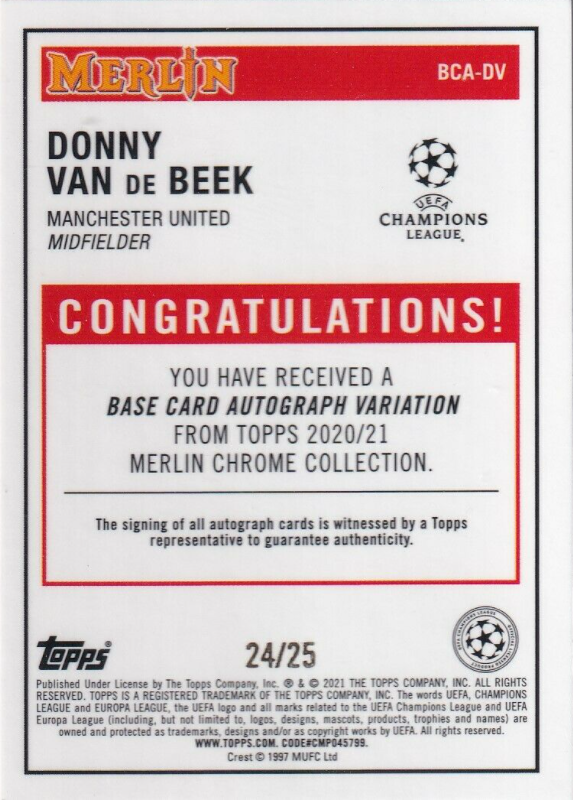 MERLIN
BCA-DV
DONNY
VAN DE BEEK
MANCHESTER UNITED
MIDFIELDER
UEFA
CHAMPIONS
LEAGUE®
CONGRATULATIONS!
YOU HAVE RECEIVED A
BASE CARD AUTOGRAPH VARIATION
FROM TOPPS 2020/21
MERLIN CHROME COLLECTION.
The signing of all autograph cards is witnessed by a Topps
representative to guarantee authenticity.
topps®
24/25
UEFA CHAMPIONS LEAGUE
OFFICIAL LICENSED PRODUCT
Published Under License by The Topps Company, Inc. ® & © 2021 THE TOPPS COMPANY, INC. ALL RIGHTS
RESERVED. TOPPS IS A REGISTERED TRADEMARK OF THE TOPPS COMPANY, INC. The words UEFA, CHAMPIONS
LEAGUE and EUROPA LEAGUE, the UEFA logo and all marks related to the UEFA Champions League and UEFA
Europa League (including, but not limited to, logos, designs, mascots, products, trophies and names) are
owned and protected as trademarks, designs and/or as copyright works by UEFA. All rights reserved.
WWW.TOPPS.COM. CODE#CMP045799.
Crest © 1997 MUFC Ltd